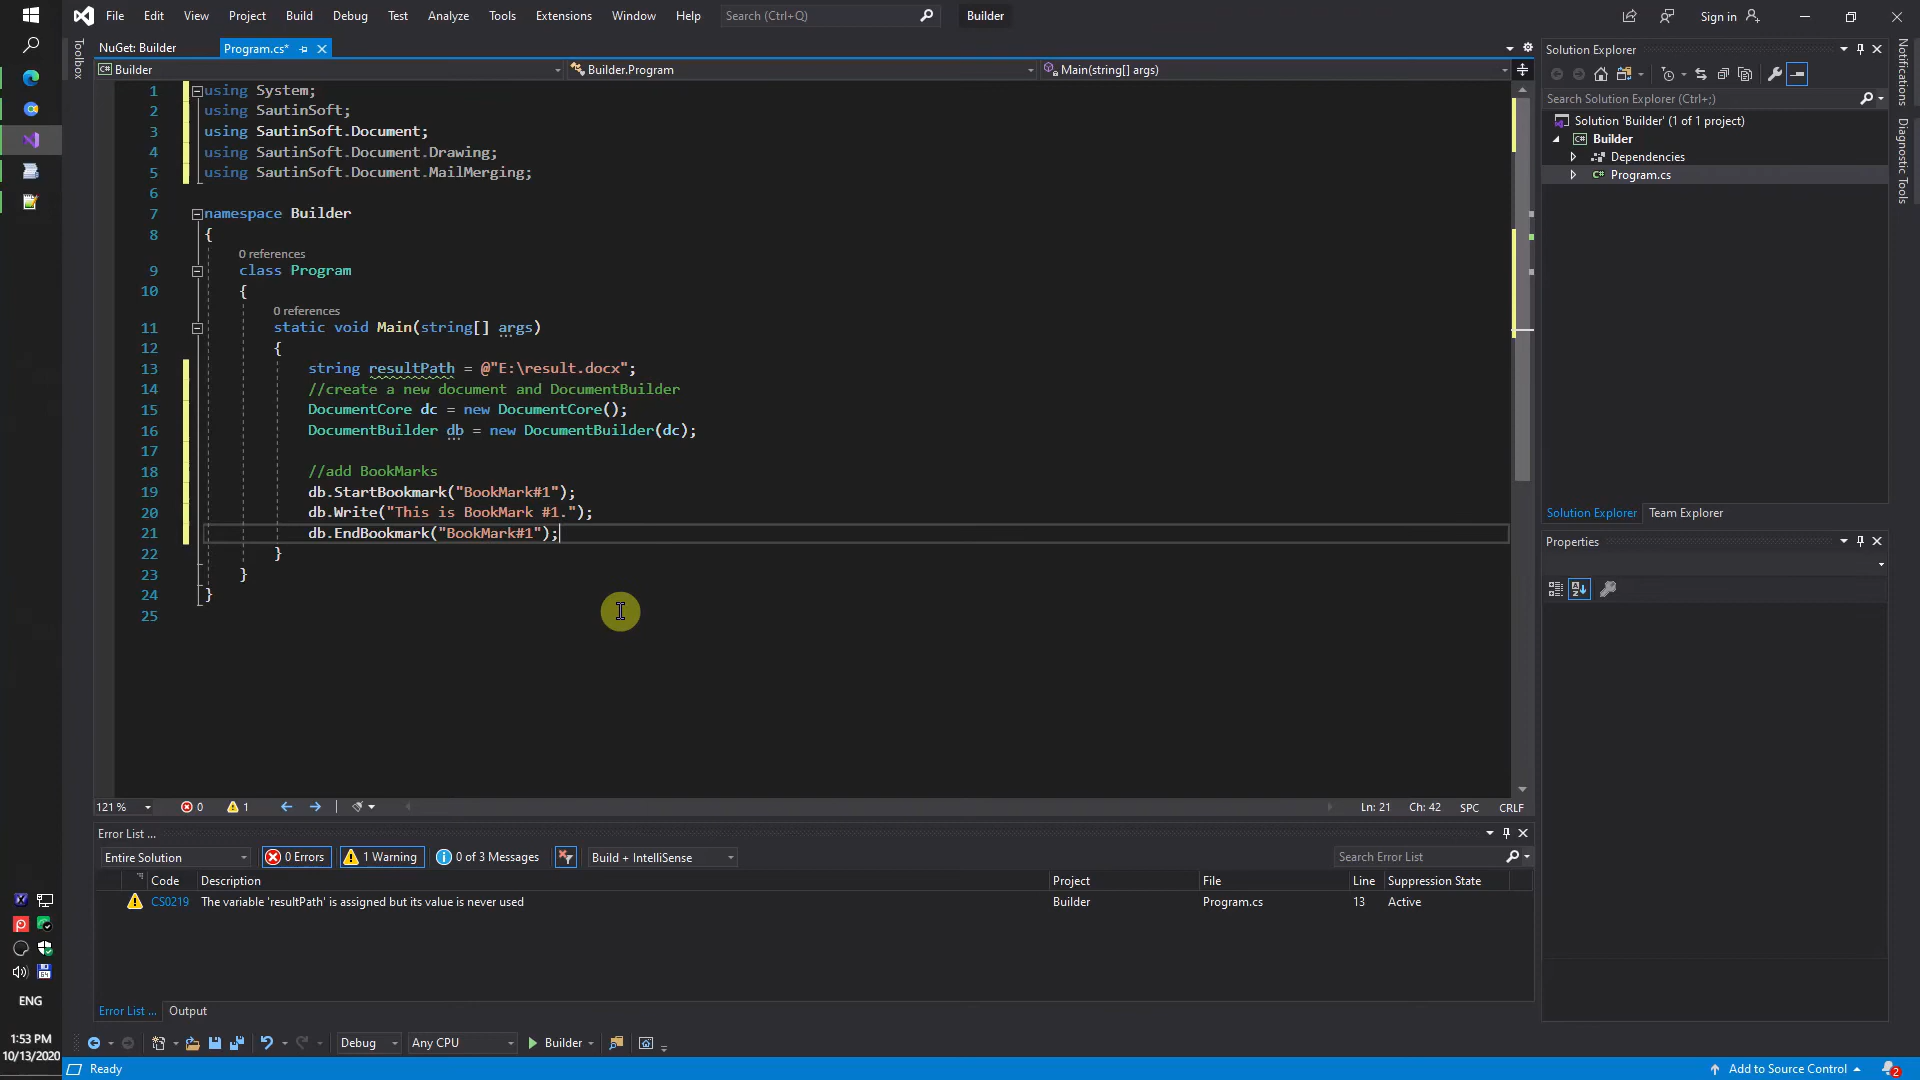 File Edit View Project Build Debug Test Analyze Tools Extensions Window Help Search (Ctrl+Q) Builder Sign in
NuGet: Builder Program.cs*
Toolbox
Builder Builder.Program Main(string[] args)
1 using System;
2 using SautinSoft;
3 using SautinSoft.Document;
4 using SautinSoft.Document.Drawing;
5 using SautinSoft.Document.MailMerging;
6
7 namespace Builder
8 {
0 references
9 class Program
10 {
0 references
11 static void Main(string[] args)
12 {
13 string resultPath = @"E:\result.docx";
14 //create a new document and DocumentBuilder
15 DocumentCore dc = new DocumentCore();
16 DocumentBuilder db = new DocumentBuilder(dc);
17
18 //add BookMarks
19 db.StartBookmark("BookMark#1");
20 db.Write("This is BookMark #1.");
21 db.EndBookmark("BookMark#1");
22 }
23 }
24 }
25
121 % 0 1 Ln: 21 Ch: 42 SPC CRLF
Error List ...
Entire Solution 0 Errors 1 Warning 0 of 3 Messages Build + IntelliSense Search Error List
Code Description Project File Line Suppression State
CS0219 The variable 'resultPath' is assigned but its value is never used Builder Program.cs 13 Active
Error List ... Output
Debug Any CPU Builder
Ready Add to Source Control 2
Solution Explorer
Search Solution Explorer (Ctrl+;)
Solution 'Builder' (1 of 1 project)
Builder
Dependencies
Program.cs
Solution Explorer Team Explorer
Properties
Notifications
Diagnostic Tools
ENG
1:53 PM
10/13/2020